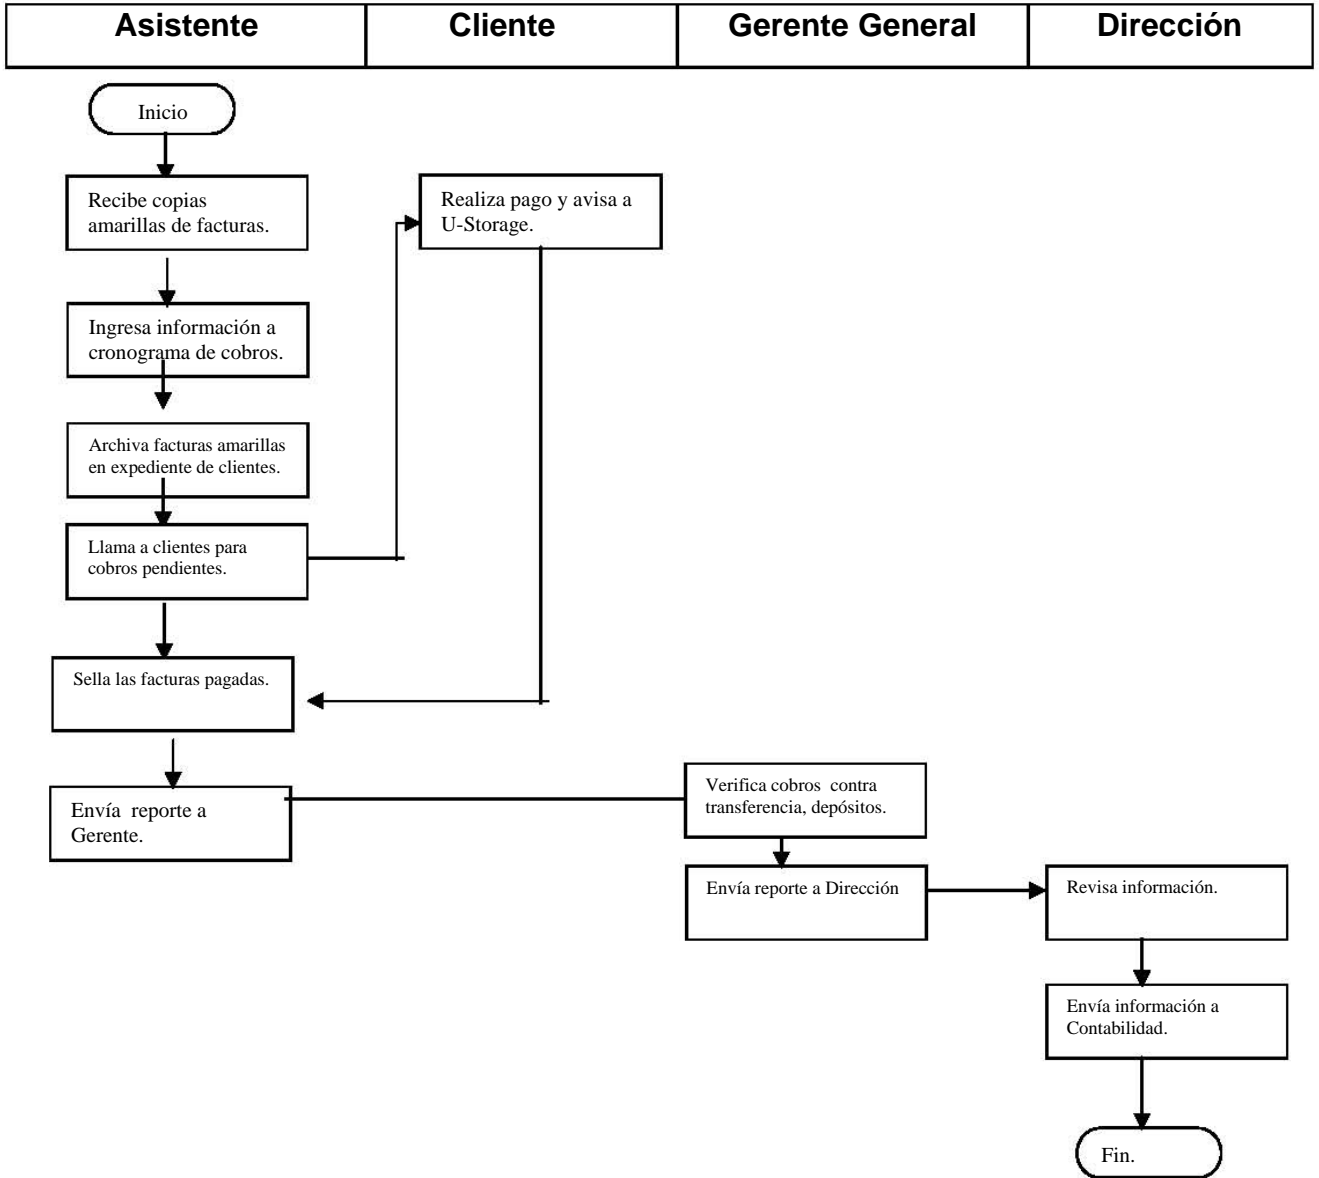 Asistente
Cliente
Gerente General
Dirección
Inicio
Recibe copias
amarillas de facturas.
Realiza pago y avisa a
U-Storage.
Ingresa información a
cronograma de cobros.
Archiva facturas amarillas
en expediente de clientes.
Llama a clientes para
cobros pendientes.
Sella las facturas pagadas.
Envía  reporte a
Gerente.
Verifica cobros  contra
transferencia, depósitos.
Envía reporte a Dirección
Revisa información.
Envía información a
Contabilidad.
Fin.